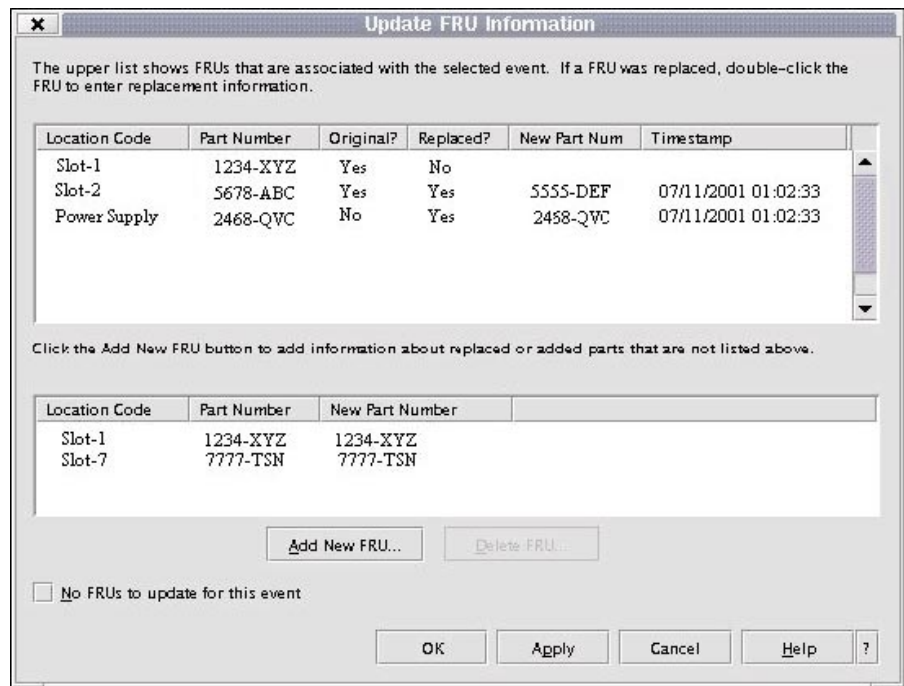 Update FRU Information
The upper list shows FRUs that are associated with the selected event. If a FRU was replaced, double-click the
FRU to enter replacement information.
Location Code Part Number Original? Replaced? New Part Num Timestamp
Slot-1 1234-XYZ Yes No
Slot-2 5678-ABC Yes Yes 5555-DEF 07/11/2001 01:02:33
Power Supply 2468-QVC No Yes 2468-QVC 07/11/2001 01:02:33
Click the Add New FRU button to add information about replaced or added parts that are not listed above.
Location Code Part Number New Part Number
Slot-1 1234-XYZ 1234-XYZ
Slot-7 7777-TSN 7777-TSN
Add New FRU... Delete FRU...
No FRUs to update for this event
OK Apply Cancel Help ?